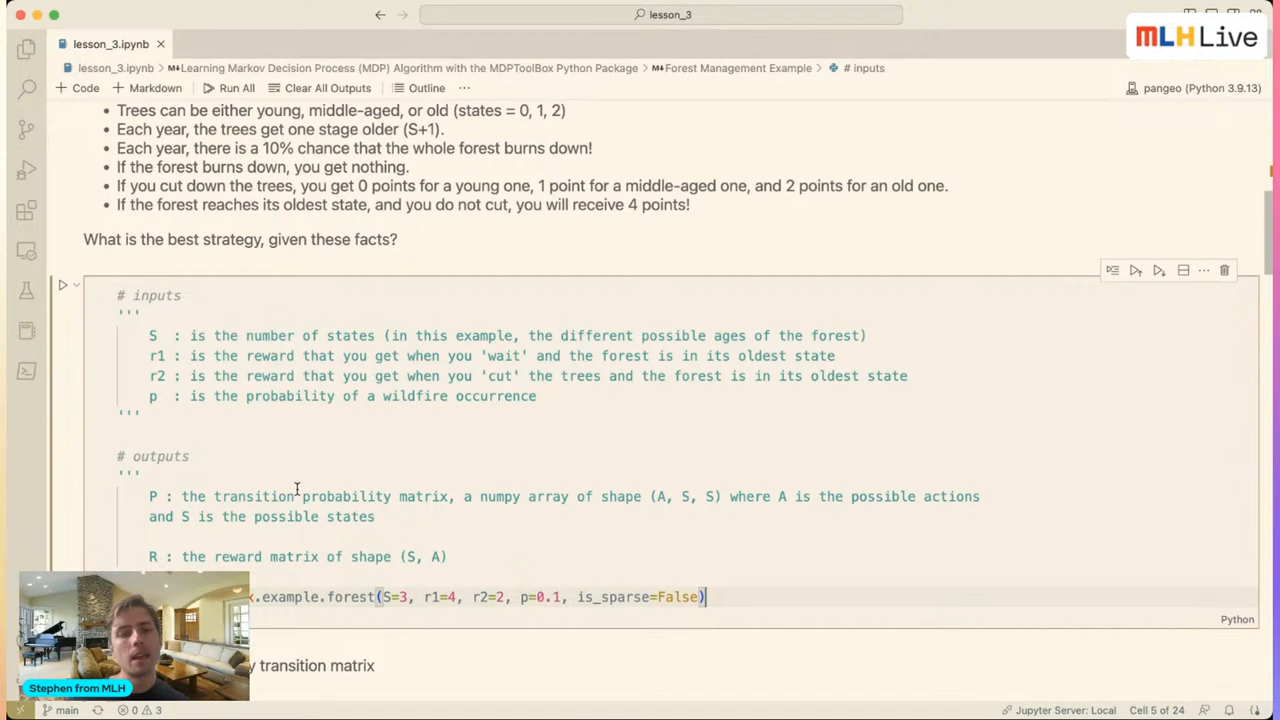 lesson_3
MLH Live
lesson_3.ipynb
lesson_3.ipynb > Learning Markov Decision Process (MDP) Algorithm with the MDPToolBox Python Package > Forest Management Example > # inputs
+ Code + Markdown Run All Clear All Outputs Outline ... pangeo (Python 3.9.13)
• Trees can be either young, middle-aged, or old (states = 0, 1, 2)
• Each year, the trees get one stage older (S+1).
• Each year, there is a 10% chance that the whole forest burns down!
• If the forest burns down, you get nothing.
• If you cut down the trees, you get 0 points for a young one, 1 point for a middle-aged one, and 2 points for an old one.
• If the forest reaches its oldest state, and you do not cut, you will receive 4 points!
What is the best strategy, given these facts?
# inputs
'''
S : is the number of states (in this example, the different possible ages of the forest)
r1 : is the reward that you get when you 'wait' and the forest is in its oldest state
r2 : is the reward that you get when you 'cut' the trees and the forest is in its oldest state
p : is the probability of a wildfire occurrence
'''
# outputs
'''
P : the transition probability matrix, a numpy array of shape (A, S, S) where A is the possible actions
and S is the possible states
R : the reward matrix of shape (S, A)
.example.forest(S=3, r1=4, r2=2, p=0.1, is_sparse=False)
Python
transition matrix
Stephen from MLH
main 0 3 Jupyter Server: Local Cell 5 of 24